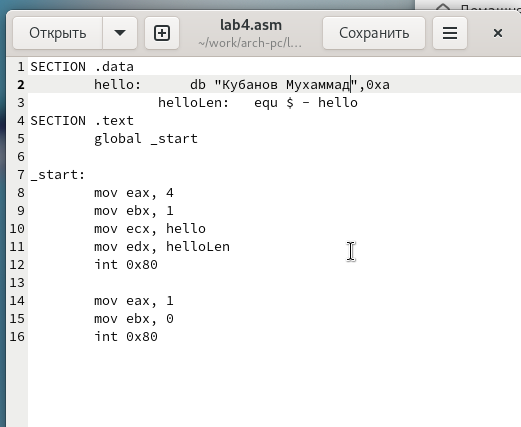 Домашня
Открыть
lab4.asm
~/work/arch-pc/l...
Сохранить
1 SECTION .data
2 hello: db "Кубанов Мухаммад",0xa
3 helloLen: equ $ - hello
4 SECTION .text
5 global _start
6
7 _start:
8 mov eax, 4
9 mov ebx, 1
10 mov ecx, hello
11 mov edx, helloLen
12 int 0x80
13
14 mov eax, 1
15 mov ebx, 0
16 int 0x80